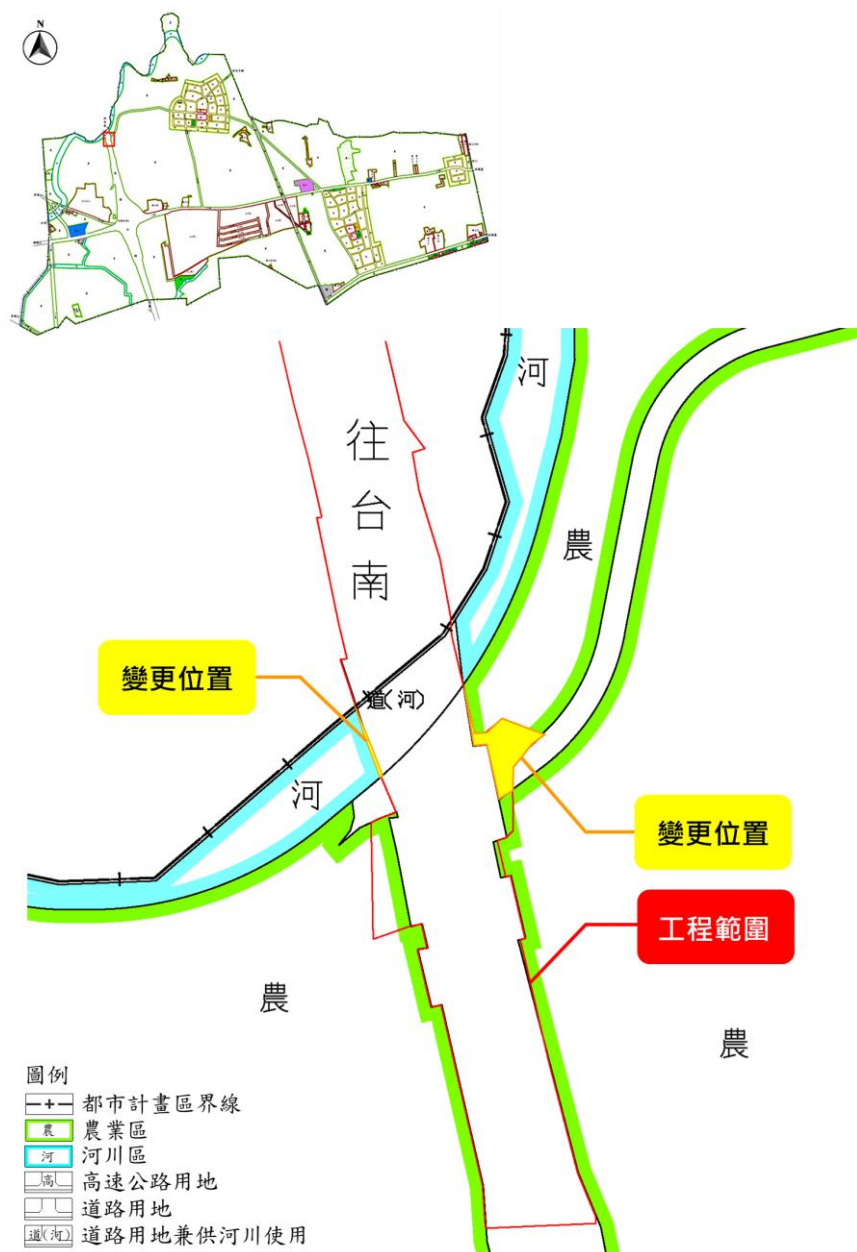 N
河
往
台
南
農
變更位置
道(河)
河
變更位置
工程範圍
農
農
圖例
都市計畫區界線
農 農業區
河 河川區
高 高速公路用地
道路用地
道(河) 道路用地兼供河川使用